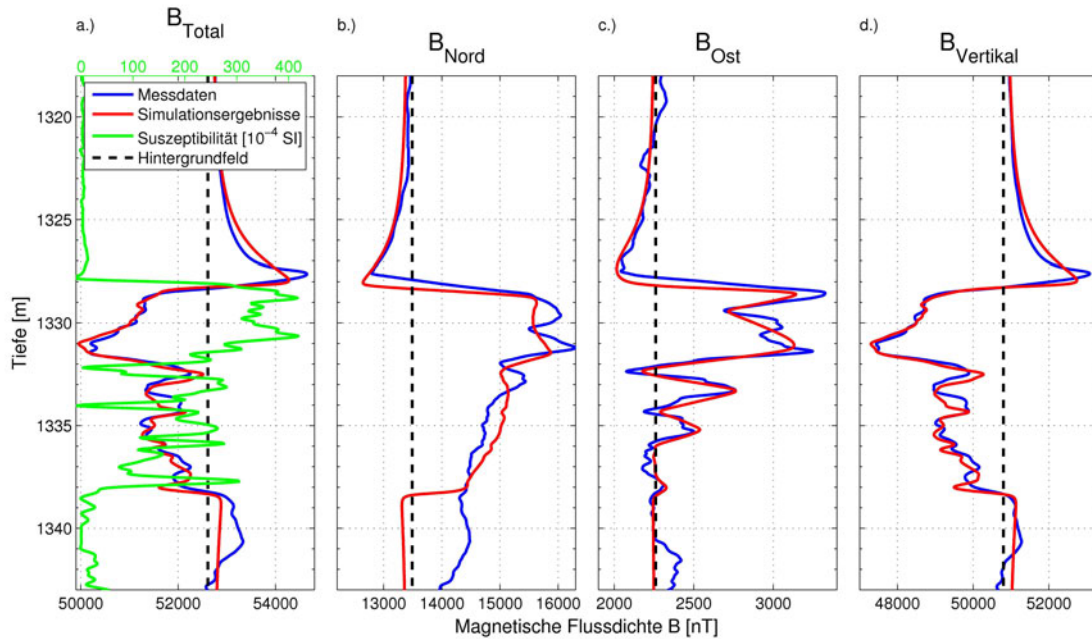 a.)
B_Total
b.)
B_Nord
c.)
B_Ost
d.)
B_Vertikal
0 100 200 300 400
Messdaten
Simulationsergebnisse
Suszeptibilität [10⁻⁴ SI]
Hintergrundfeld
Tiefe [m]
1320
1325
1330
1335
1340
50000 52000 54000
13000 14000 15000 16000
2000 2500 3000
48000 50000 52000
Magnetische Flussdichte B [nT]